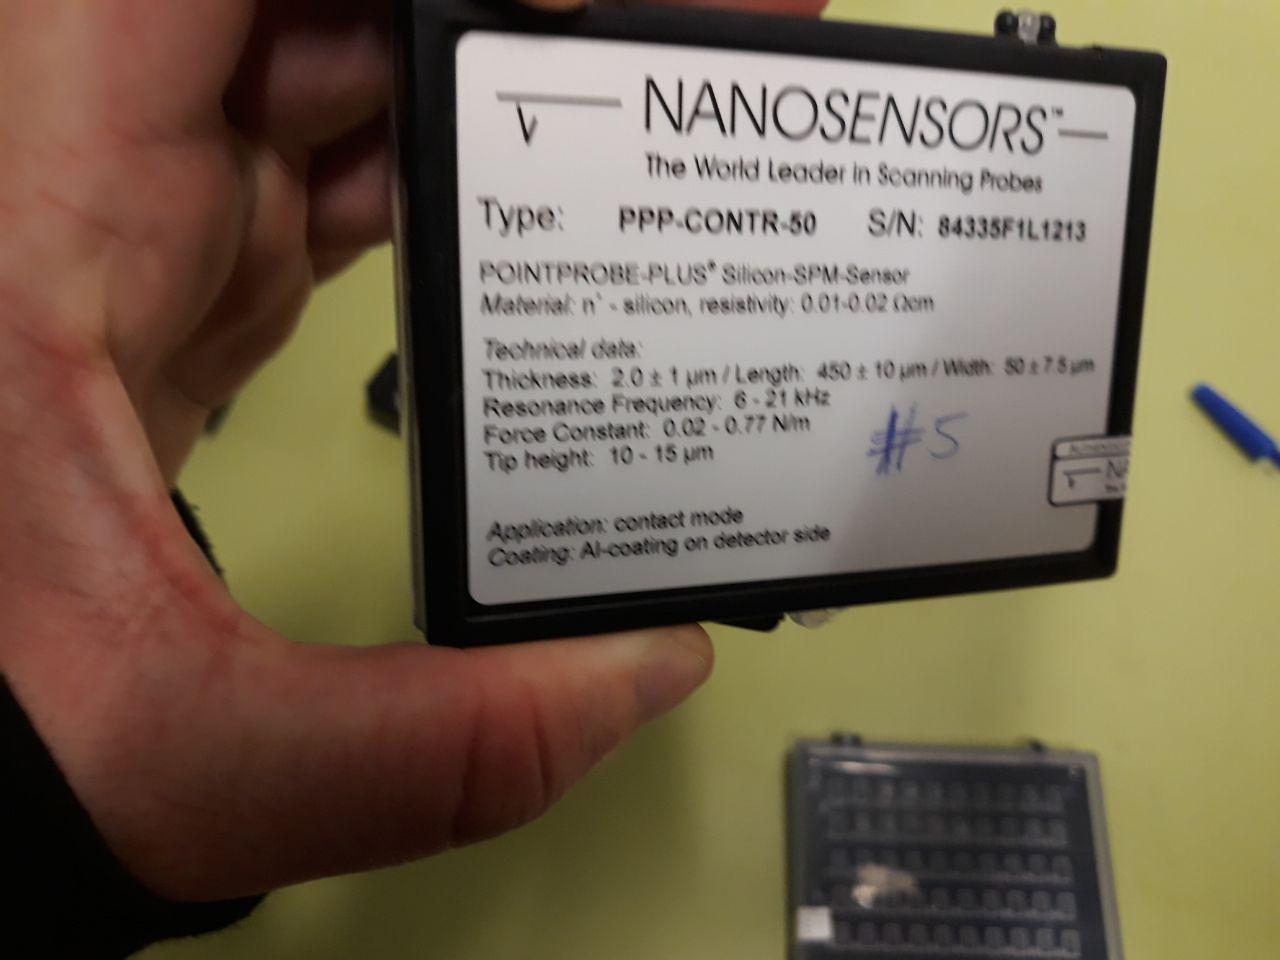 NANOSENSORS™
The World Leader in Scanning Probes
Type: PPP-CONTR-50 S/N: 84335F1L1213
POINTPROBE-PLUS® Silicon-SPM-Sensor
Material: n⁺ - silicon, resistivity: 0.01-0.02 Ωcm
Technical data:
Thickness: 2.0 ± 1 µm / Length: 450 ± 10 µm / Width: 50 ± 7.5 µm
Resonance Frequency: 6 - 21 kHz
Force Constant: 0.02 - 0.77 N/m
Tip height: 10 - 15 µm
#5
Application: contact mode
Coating: Al-coating on detector side